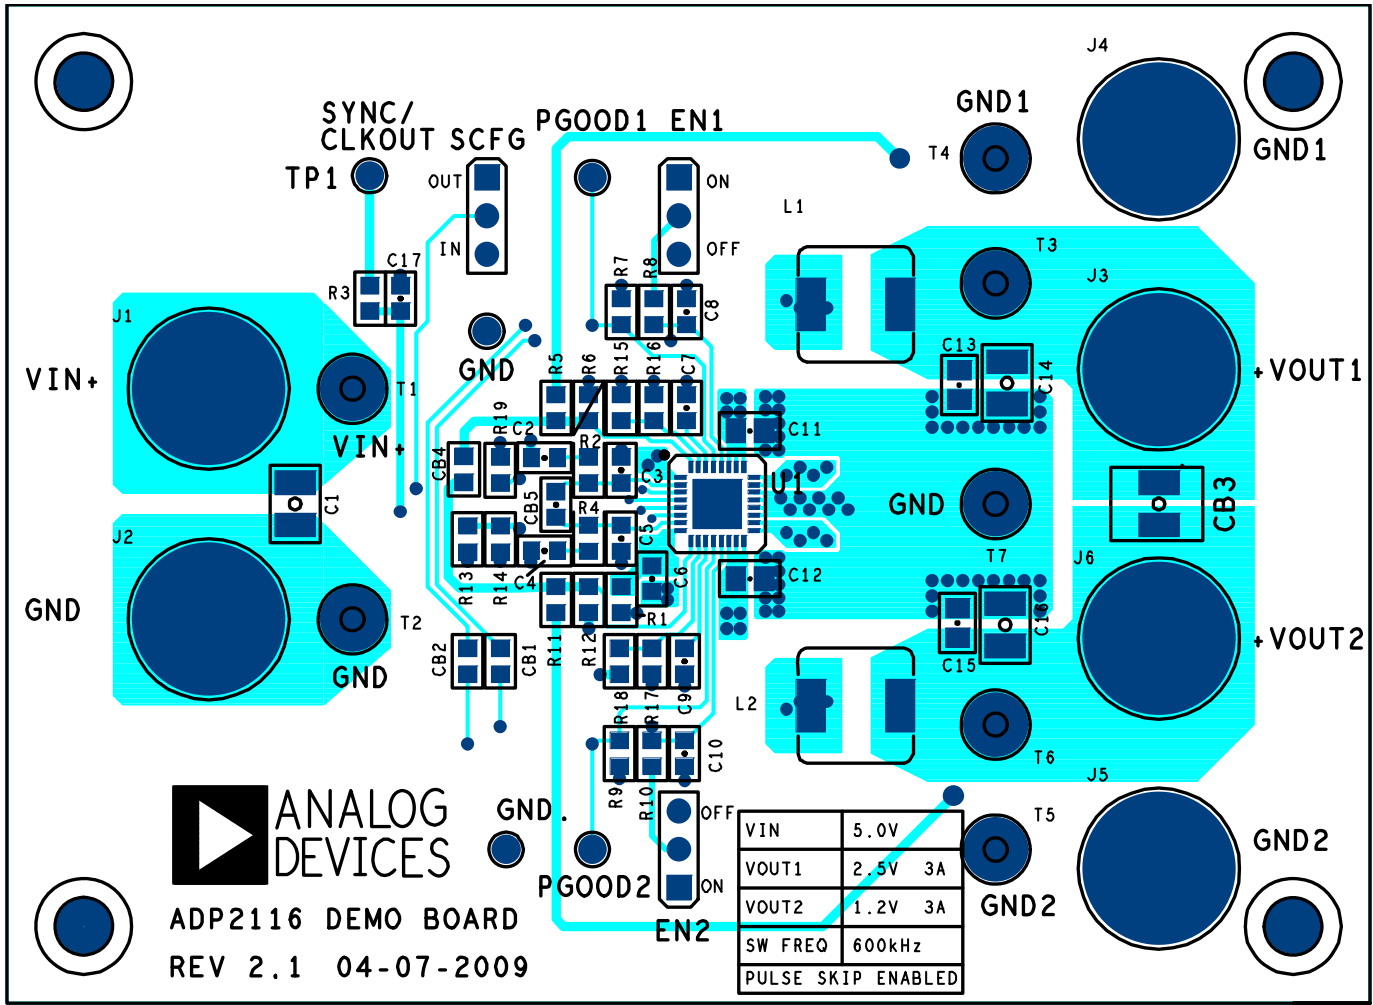 J4
SYNC/
CLKOUT SCFG
PGOOD1 EN1
GND1
T4
GND1
TP1
OUT
ON
L1
IN
OFF
T3
C17
R7
R8
J3
R3
C8
J1
C13
C14
GND
R5
R6
R15
R16
C7
VIN+
T1
+VOUT1
R19
C2
C11
VIN+
CB4
R2
C3
U1
C1
CB5
R4
GND
CB3
J2
C5
T7
J6
C4
C6
C12
R13
R14
GND
T2
R1
C16
R11
R12
+VOUT2
CB2
CB1
C15
GND
R18
R17
C9
L2
C10
T6
J5
R9
R10
ANALOG
DEVICES
GND.
OFF
T5
VIN 5.0V
GND2
VOUT1 2.5V 3A
PGOOD2
ON
ADP2116 DEMO BOARD
EN2
VOUT2 1.2V 3A
GND2
SW FREQ 600kHz
REV 2.1 04-07-2009
PULSE SKIP ENABLED